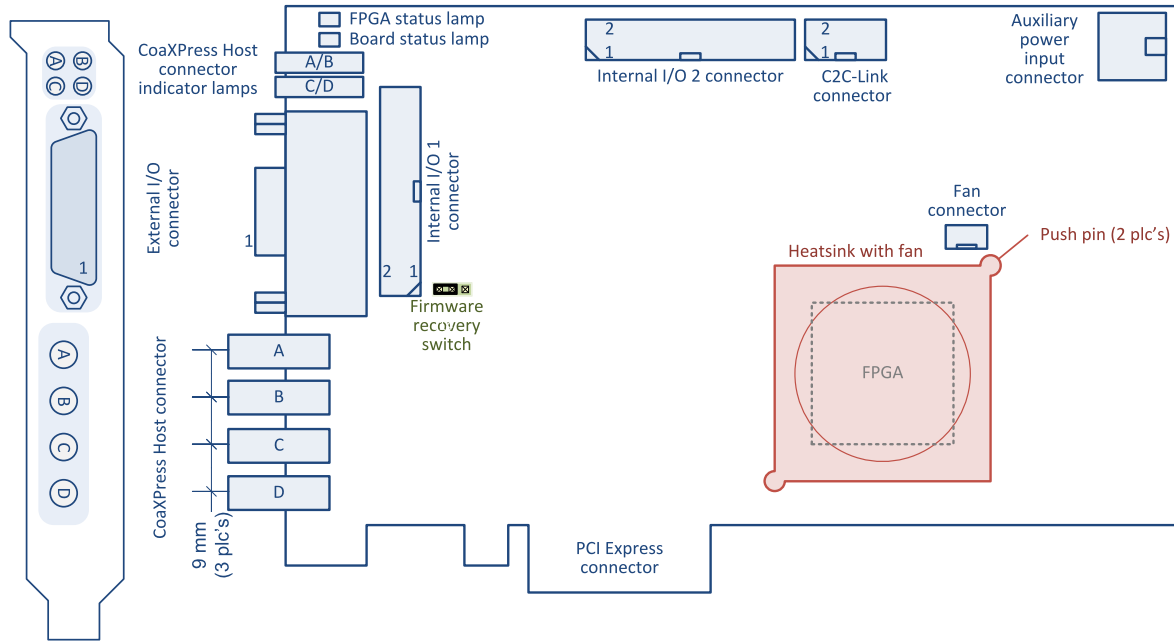 FPGA status lamp
Board status lamp
CoaXPress Host
connector
indicator lamps
A/B
C/D
2
1
Internal I/O 2 connector
2
1
C2C-Link
connector
Auxiliary
power
input
connector
A
B
C
D
1
External I/O
connector
1
Internal I/O 1
connector
2 1
Firmware
recovery
switch
Fan
connector
Push pin (2 plc's)
Heatsink with fan
FPGA
A
B
C
D
CoaXPress Host connector
A
B
C
D
9 mm
(3 plc's)
PCI Express
connector